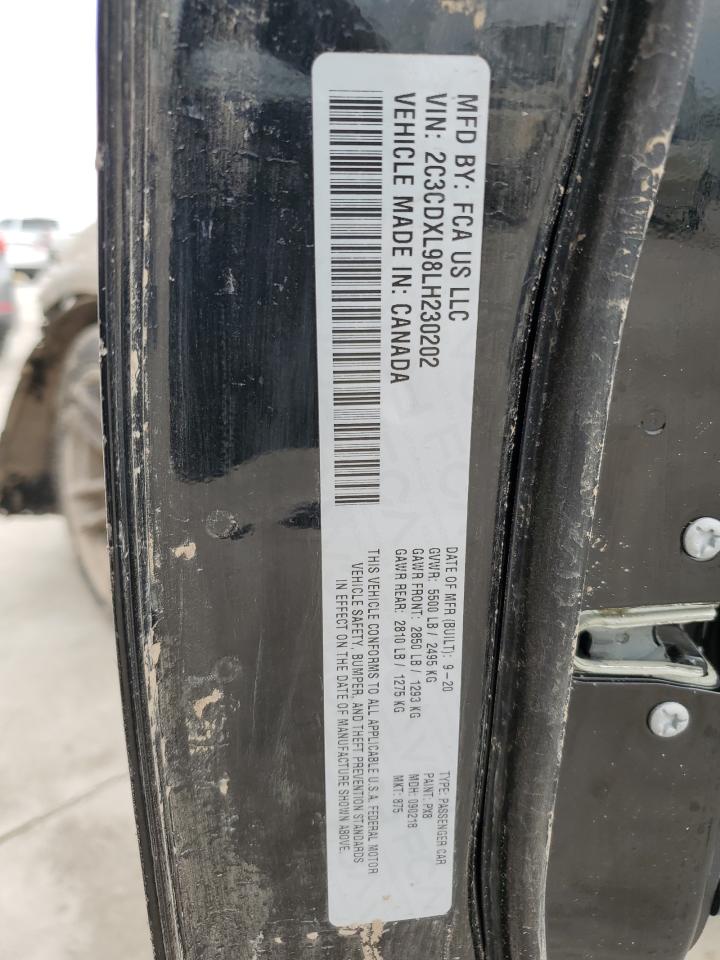 MFD BY: FCA US LLC
VIN: 2C3CDXL98LH230202
VEHICLE MADE IN: CANADA
DATE OF MFR (BUILT): 9-20
GVWR: 5500 LB / 2495 KG
GAWR FRONT: 2850 LB / 1293 KG
GAWR REAR: 2810 LB / 1275 KG
TYPE: PASSENGER CAR
PAINT: PX8
MDH: 090218
MKT: 875
THIS VEHICLE CONFORMS TO ALL APPLICABLE U.S.A. FEDERAL MOTOR
VEHICLE SAFETY, BUMPER, AND THEFT PREVENTION STANDARDS
IN EFFECT ON THE DATE OF MANUFACTURE SHOWN ABOVE.